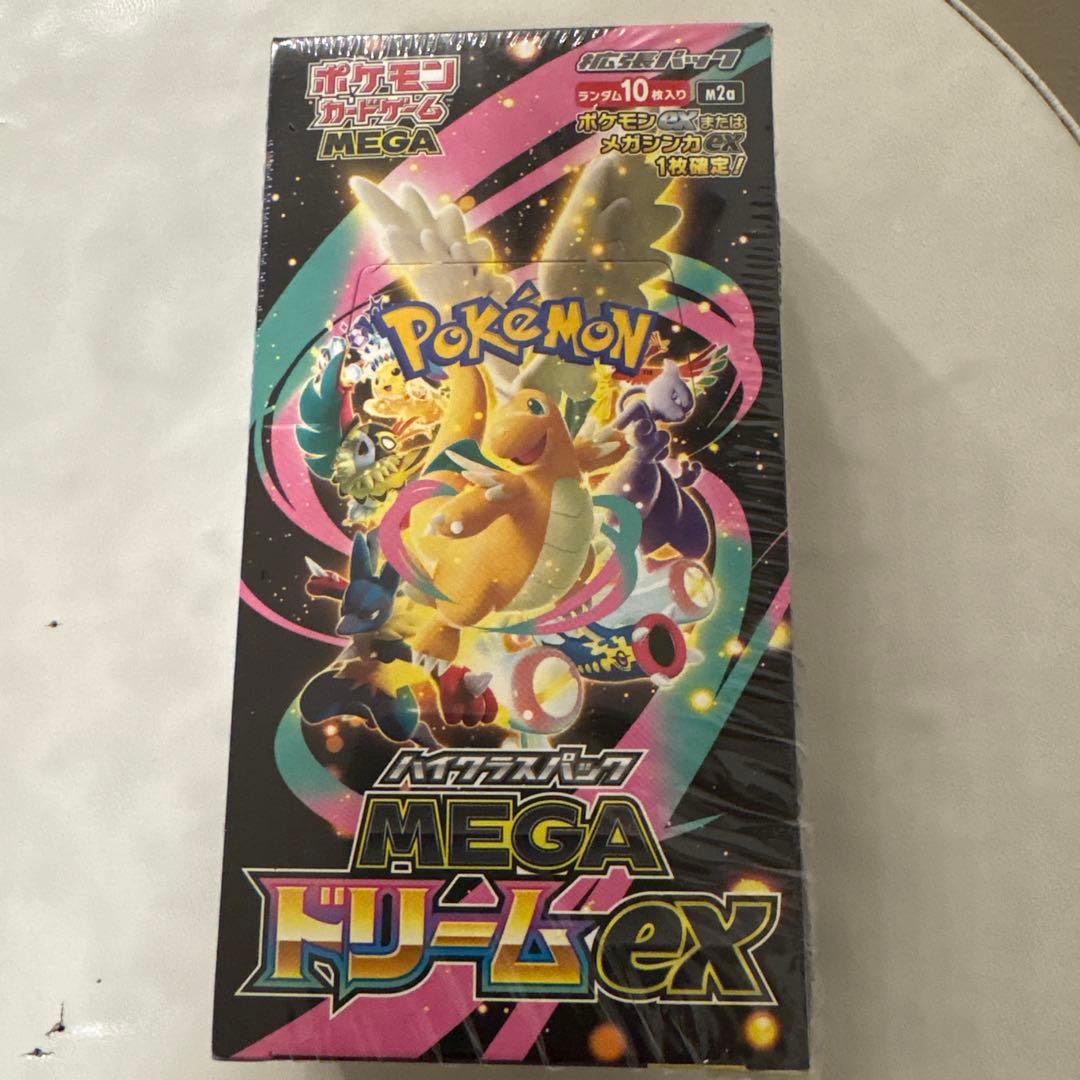 ポケモン
カードゲーム
MEGA
拡張パック
ランダム10枚入り M2a
ポケモンexまたは
メガシンカex
1枚確定！
POKÉMON
TM
ハイクラスパック
MEGA
ドリームex